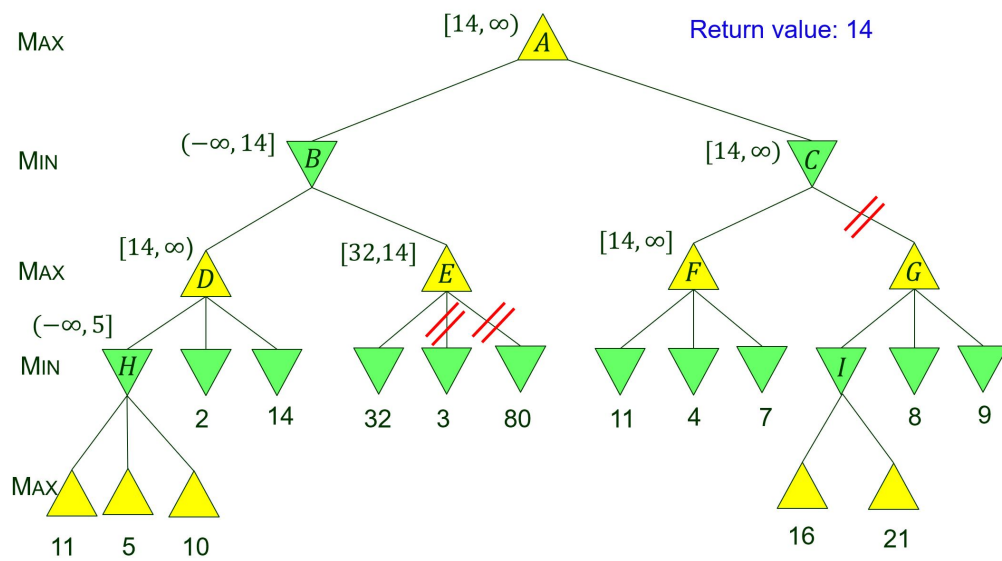 MAX [14, ∞) A Return value: 14
MIN (−∞, 14] B [14, ∞) C
MAX [14, ∞) D [32,14] E [14, ∞] F G
(−∞, 5]
MIN H I
2 14 32 3 80 11 4 7 8 9
MAX
11 5 10 16 21